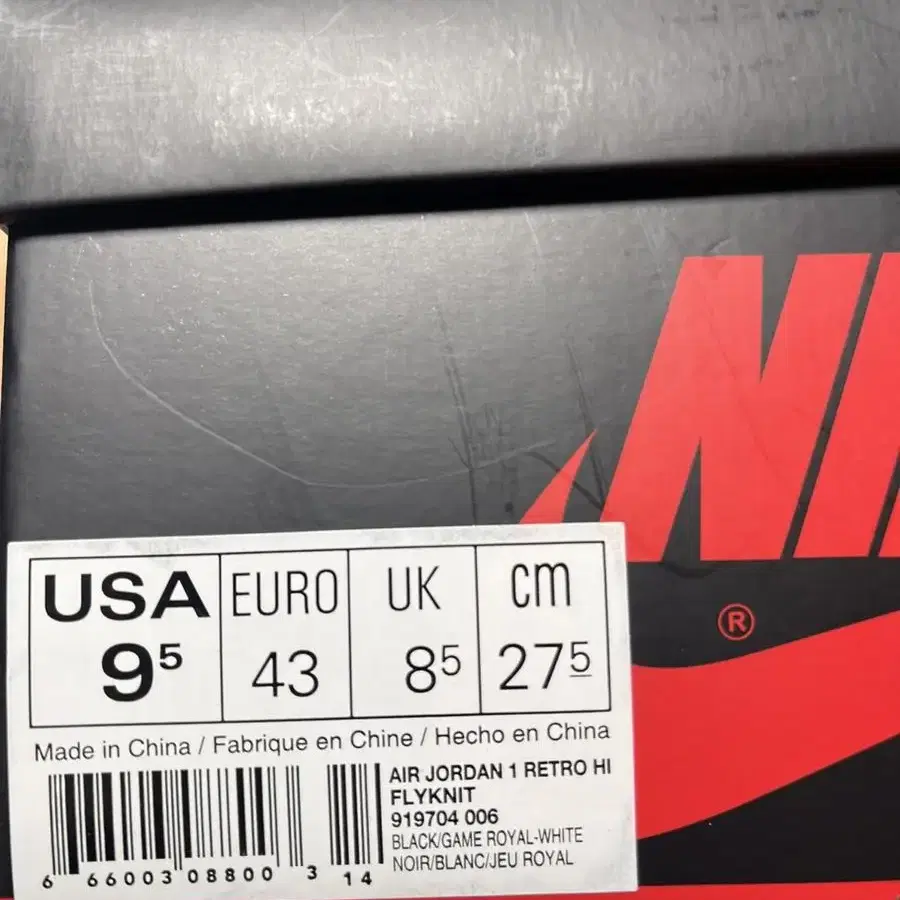 NI
®
USA EURO UK cm
9⁵ 43 8⁵ 27⁵
Made in China / Fabrique en Chine / Hecho en China
AIR JORDAN 1 RETRO HI
FLYKNIT
919704 006
BLACK/GAME ROYAL-WHITE
NOIR/BLANC/JEU ROYAL
6 66003 08800 3 14